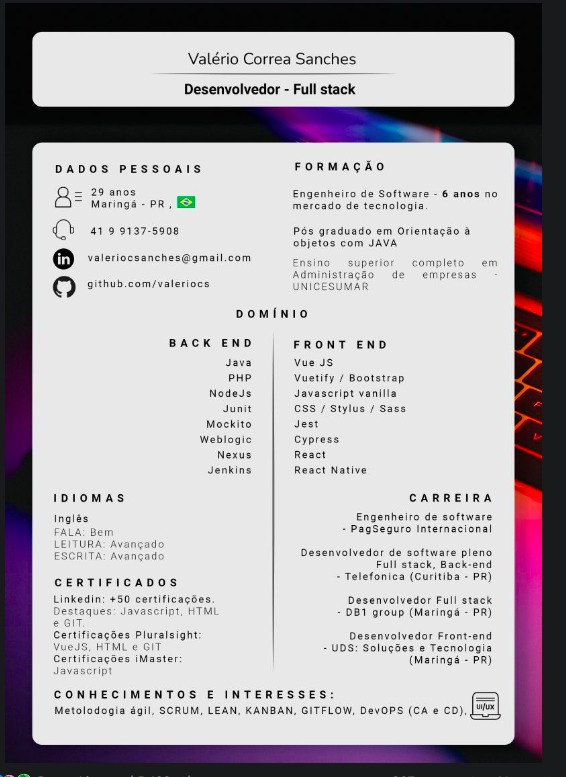 Valério Correa Sanches
Desenvolvedor - Full stack
DADOS PESSOAIS
29 anos
Maringá - PR ,
41 9 9137-5908
valeriocsanches@gmail.com
github.com/valeriocs
FORMAÇÃO
Engenheiro de Software - 6 anos no
mercado de tecnologia.
Pós graduado em Orientação à
objetos com JAVA
Ensino superior completo em
Administração de empresas -
UNICESUMAR
DOMÍNIO
BACK END
Java
PHP
NodeJs
Junit
Mockito
Weblogic
Nexus
Jenkins
FRONT END
Vue JS
Vuetify / Bootstrap
Javascript vanilla
CSS / Stylus / Sass
Jest
Cypress
React
React Native
IDIOMAS
Inglês
FALA: Bem
LEITURA: Avançado
ESCRITA: Avançado
CERTIFICADOS
Linkedin: +50 certificações.
Destaques: Javascript, HTML
e GIT.
Certificações Pluralsight:
VueJS, HTML e GIT
Certificações iMaster:
Javascript
CARREIRA
Engenheiro de software
- PagSeguro Internacional
Desenvolvedor de software pleno
Full stack, Back-end
- Telefonica (Curitiba - PR)
Desenvolvedor Full stack
- DB1 group (Maringá - PR)
Desenvolvedor Front-end
- UDS: Soluções e Tecnologia
(Maringá - PR)
CONHECIMENTOS E INTERESSES:
Metolodogia ágil, SCRUM, LEAN, KANBAN, GITFLOW, DevOPS (CA e CD).
UI/UX